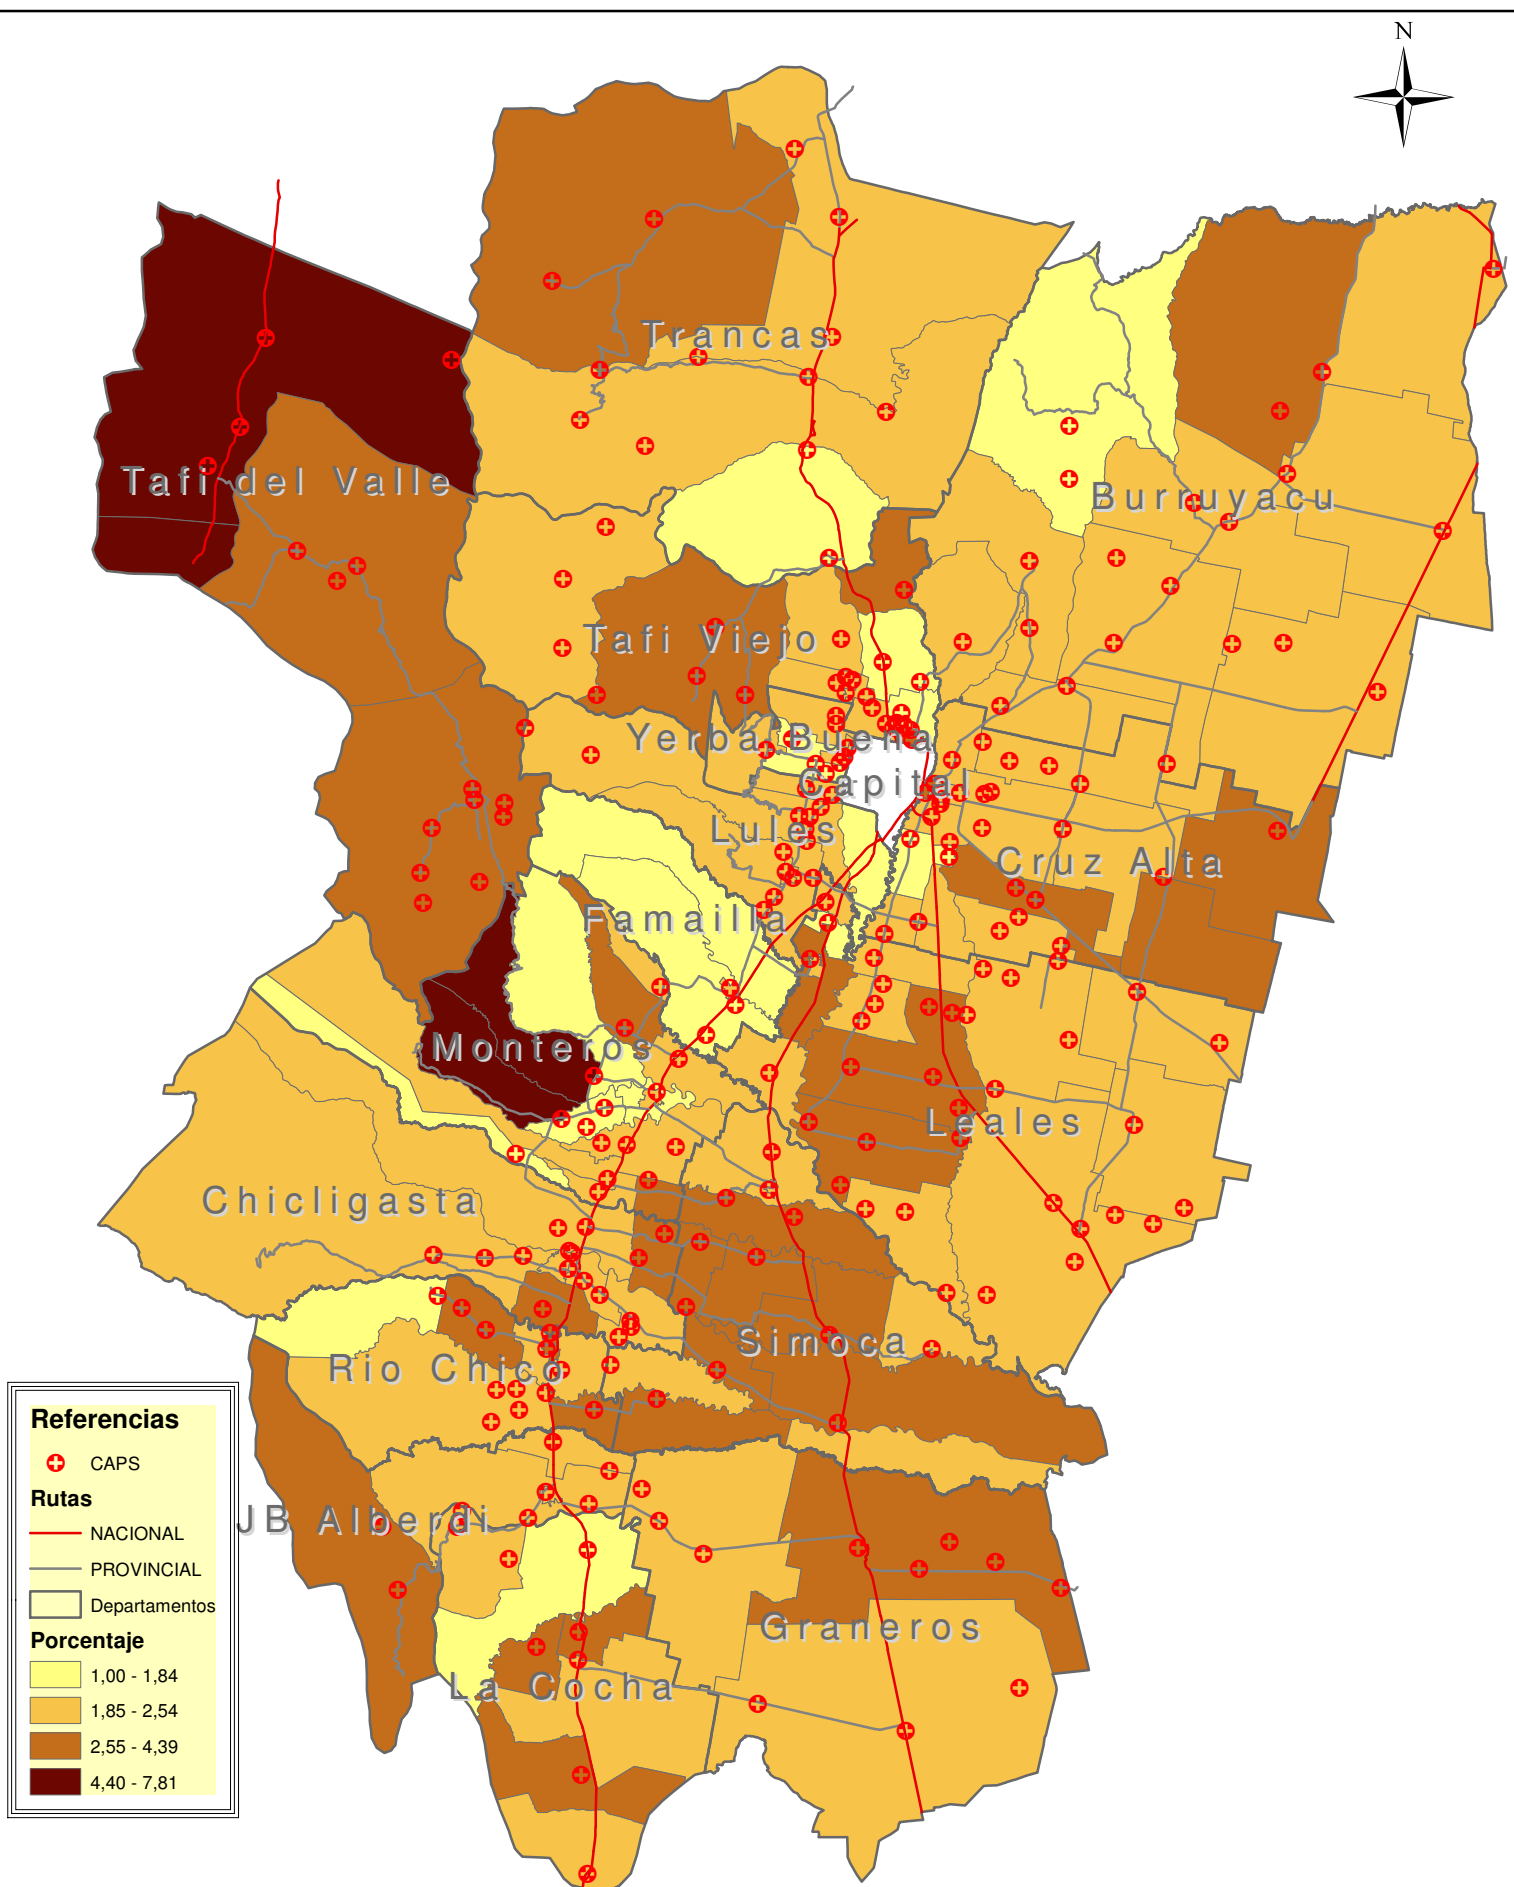 N
Trancas
Tafi del Valle
Burruyacu
Tafi Viejo
Yerba Buena
Capital
Lules
Cruz Alta
Famailla
Monteros
Leales
Chicligasta
Simoca
Rio Chico
JB Alberdi
Graneros
La Cocha
Referencias
CAPS
Rutas
NACIONAL
PROVINCIAL
Departamentos
Porcentaje
1,00 - 1,84
1,85 - 2,54
2,55 - 4,39
4,40 - 7,81